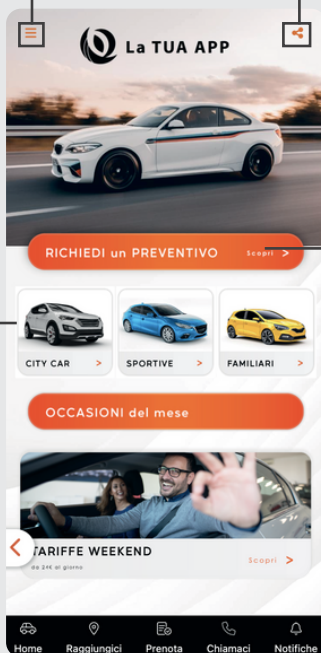 La TUA APP
RICHIEDI un PREVENTIVO Scopri >
CITY CAR > SPORTIVE > FAMILIARI >
OCCASIONI del mese
TARIFFE WEEKEND
da 24€ al giorno
Scopri >
Home Raggiungici Prenota Chiamaci Notifiche